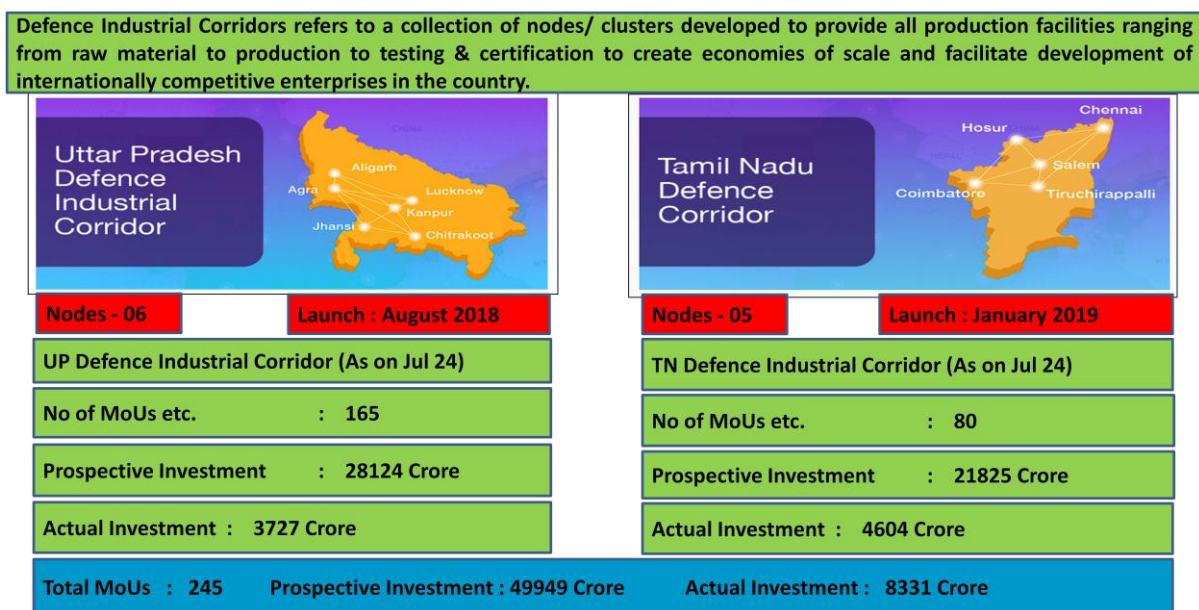 Defence Industrial Corridors refers to a collection of nodes/ clusters developed to provide all production facilities ranging
from raw material to production to testing & certification to create economies of scale and facilitate development of
internationally competitive enterprises in the country.
Uttar Pradesh
Defence
Industrial
Corridor
Aligarh
Agra
Lucknow
Kanpur
Jhansi
Chitrakoot
Tamil Nadu
Defence
Corridor
Chennai
Hosur
Salem
Coimbatore
Tiruchirappalli
Nodes - 06
Launch : August 2018
Nodes - 05
Launch : January 2019
UP Defence Industrial Corridor (As on Jul 24)
No of MoUs etc. : 165
Prospective Investment : 28124 Crore
Actual Investment : 3727 Crore
TN Defence Industrial Corridor (As on Jul 24)
No of MoUs etc. : 80
Prospective Investment : 21825 Crore
Actual Investment : 4604 Crore
Total MoUs : 245 Prospective Investment : 49949 Crore Actual Investment : 8331 Crore